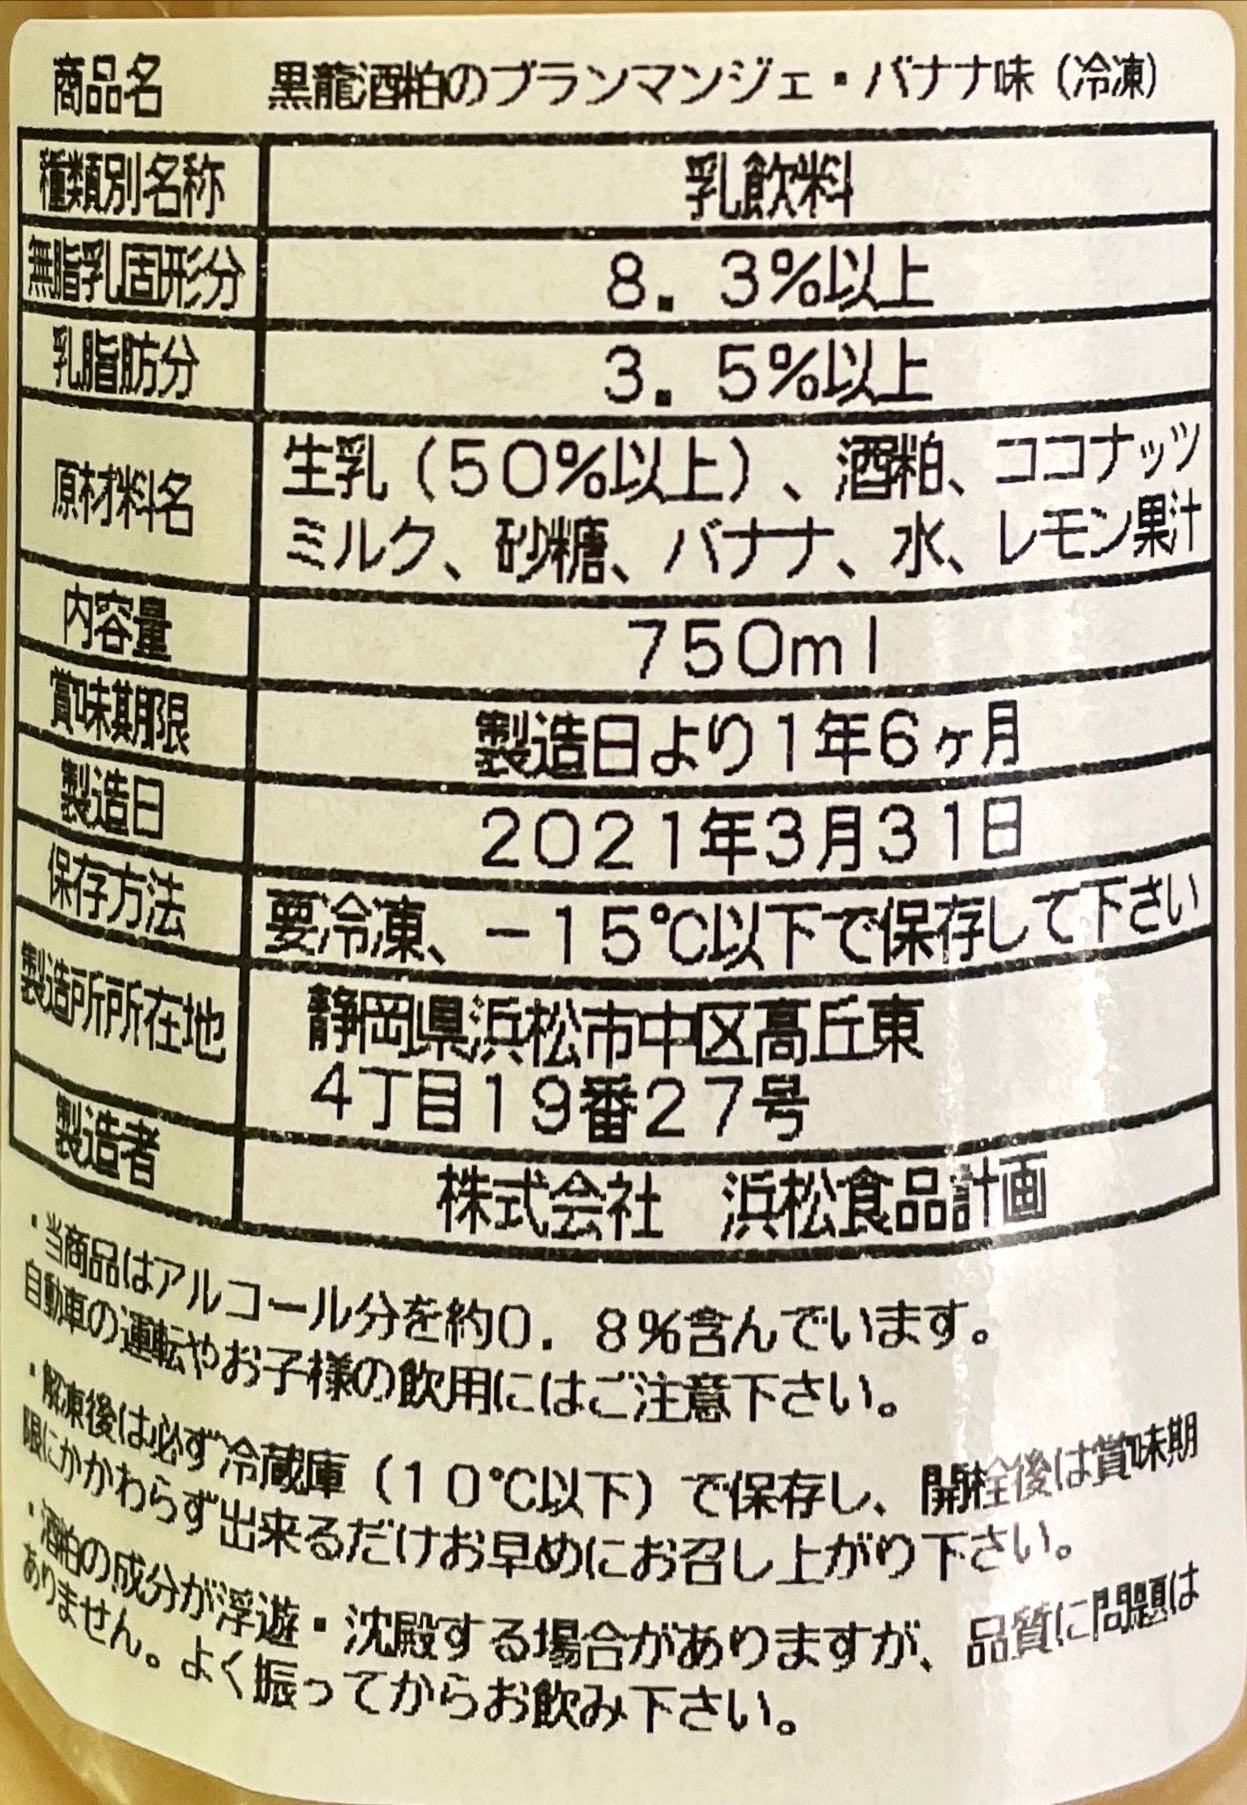 商品名 黒龍酒粕のブランマンジェ・バナナ味（冷凍）
種類別名称 乳飲料
無脂乳固形分 8．3％以上
乳脂肪分 3．5％以上
原材料名 生乳（50％以上）、酒粕、ココナッツ
ミルク、砂糖、バナナ、水、レモン果汁
内容量 750ml
賞味期限 製造日より1年6ヶ月
製造日 2021年3月31日
保存方法 要冷凍、−15℃以下で保存して下さい
製造所所在地 静岡県浜松市中区高丘東
4丁目19番27号
製造者 株式会社　浜松食品計画
・当商品はアルコール分を約0．8％含んでいます。
自動車の運転やお子様の飲用にはご注意下さい。
・解凍後は必ず冷蔵庫（10℃以下）で保存し、開栓後は賞味期
限にかかわらず出来るだけお早めにお召し上がり下さい。
・酒粕の成分が浮遊・沈殿する場合がありますが、品質に問題は
ありません。よく振ってからお飲み下さい。